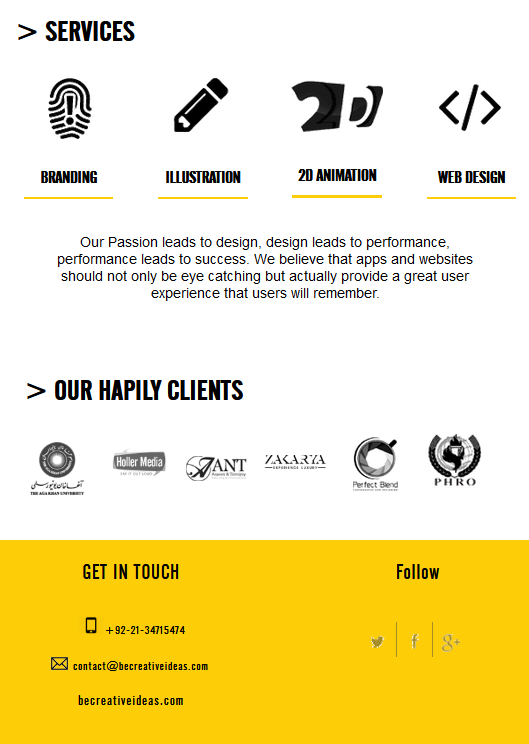 > SERVICES
2D
</>
BRANDING
ILLUSTRATION
2D ANIMATION
WEB DESIGN
Our Passion leads to design, design leads to performance,
performance leads to success. We believe that apps and websites
should not only be eye catching but actually provide a great user
experience that users will remember.
> OUR HAPILY CLIENTS
THE AGA KHAN UNIVERSITY
Holler Media
ANT
ZAKARYA
EXPERIENCE LUXURY
Perfect Blend
PHRO
GET IN TOUCH
Follow
+92-21-34715474
contact@becreativeideas.com
becreativeideas.com
f
g+